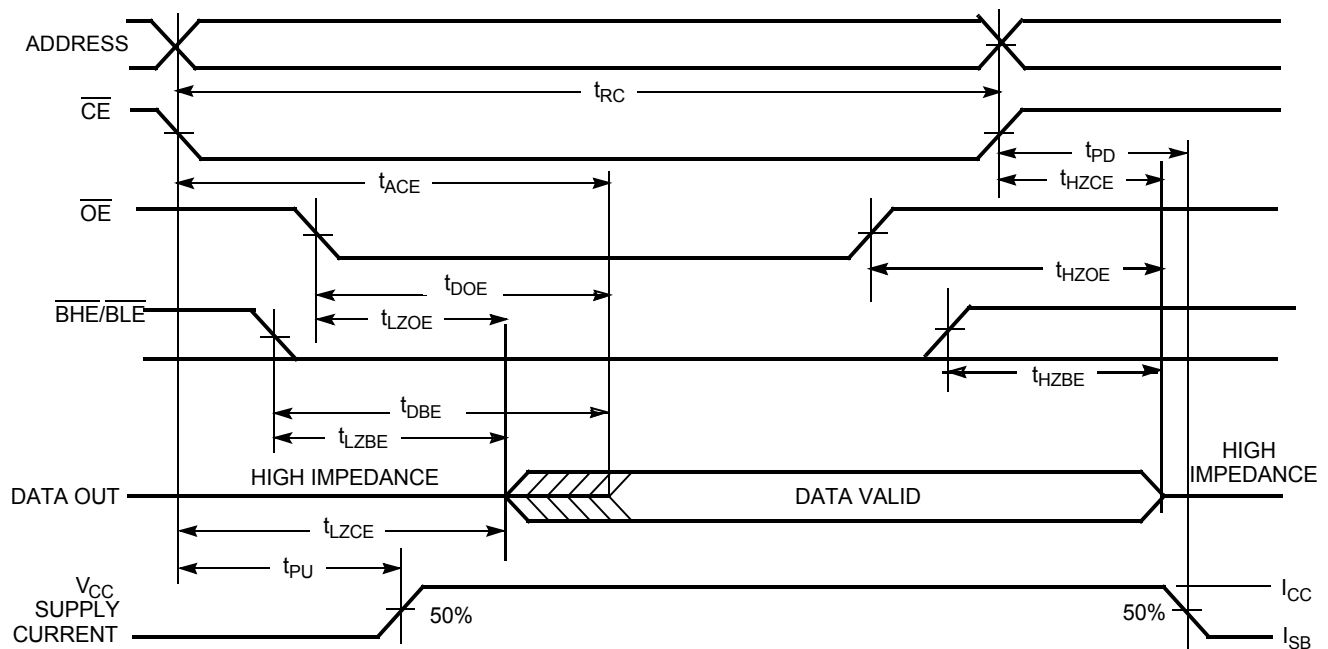 ADDRESS
tRC
CE
tPD
tACE
tHZCE
OE
tHZOE
tDOE
BHE/BLE
tLZOE
tHZBE
tDBE
tLZBE
HIGH IMPEDANCE
HIGH
IMPEDANCE
DATA OUT
DATA VALID
tLZCE
tPU
VCC
SUPPLY
CURRENT
50%
50%
ICC
ISB